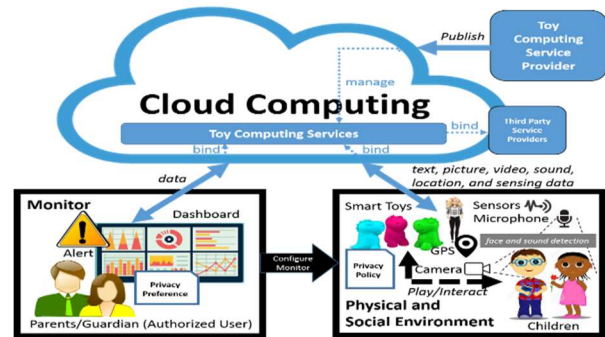 Publish
Toy
Computing
Service
Provider
manage
Cloud Computing
Toy Computing Services
bind
Third Party
Service
Providers
bind
bind
data
text, picture, video, sound,
location, and sensing data
Monitor
Dashboard
Alert
Privacy
Preference
Parents/Guardian (Authorized User)
Configure
Monitor
Smart Toys
Sensors
Microphone
GPS
face and sound detection
Camera
Privacy
Policy
Play/Interact
Physical and
Social Environment
Children